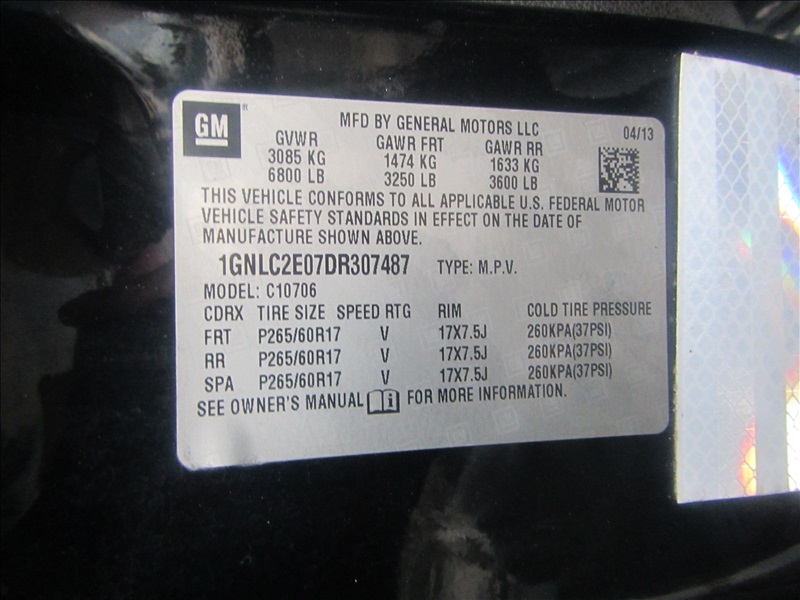 GM®
MFD BY GENERAL MOTORS LLC 04/13
GVWR GAWR FRT GAWR RR
3085 KG 1474 KG 1633 KG
6800 LB 3250 LB 3600 LB
THIS VEHICLE CONFORMS TO ALL APPLICABLE U.S. FEDERAL MOTOR
VEHICLE SAFETY STANDARDS IN EFFECT ON THE DATE OF
MANUFACTURE SHOWN ABOVE.
1GNLC2E07DR307487 TYPE: M.P.V.
MODEL: C10706
CDRX TIRE SIZE SPEED RTG RIM COLD TIRE PRESSURE
FRT P265/60R17 V 17X7.5J 260KPA(37PSI)
RR P265/60R17 V 17X7.5J 260KPA(37PSI)
SPA P265/60R17 V 17X7.5J 260KPA(37PSI)
SEE OWNER'S MANUAL FOR MORE INFORMATION.